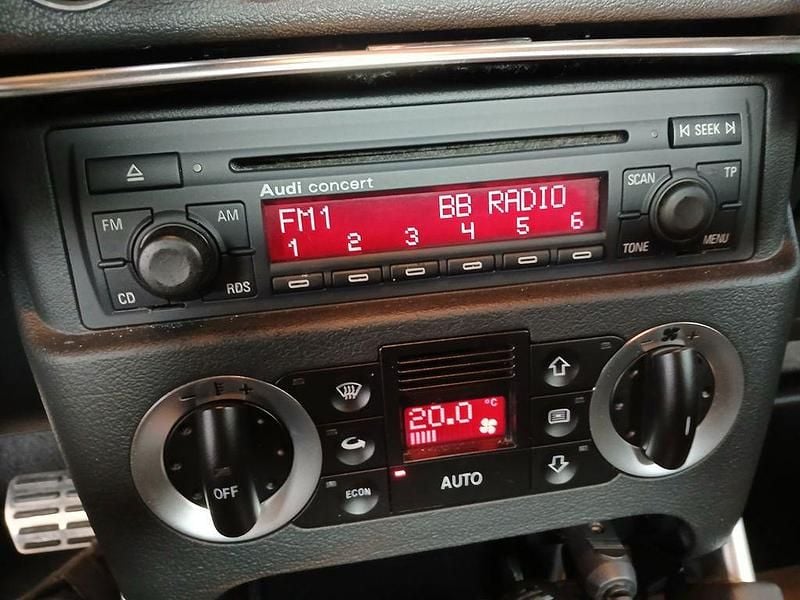 SEEK
Audi concert
SCAN
TP
FM
AM
FM1
BB RADIO
1 2 3 4 5 6
TONE
MENU
CD
RDS
20.0 °C
OFF
ECON
AUTO